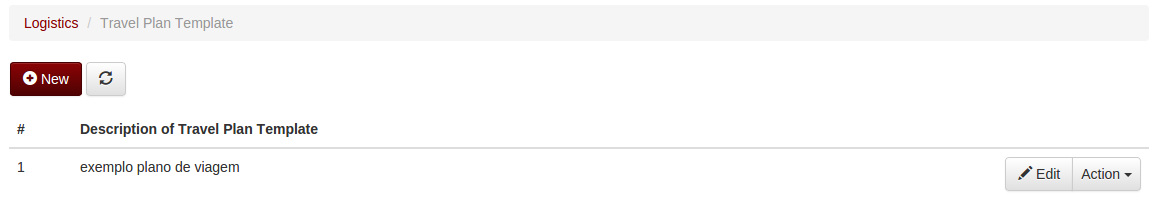 Logistics / Travel Plan Template
New
# Description of Travel Plan Template
1 exemplo plano de viagem Edit Action